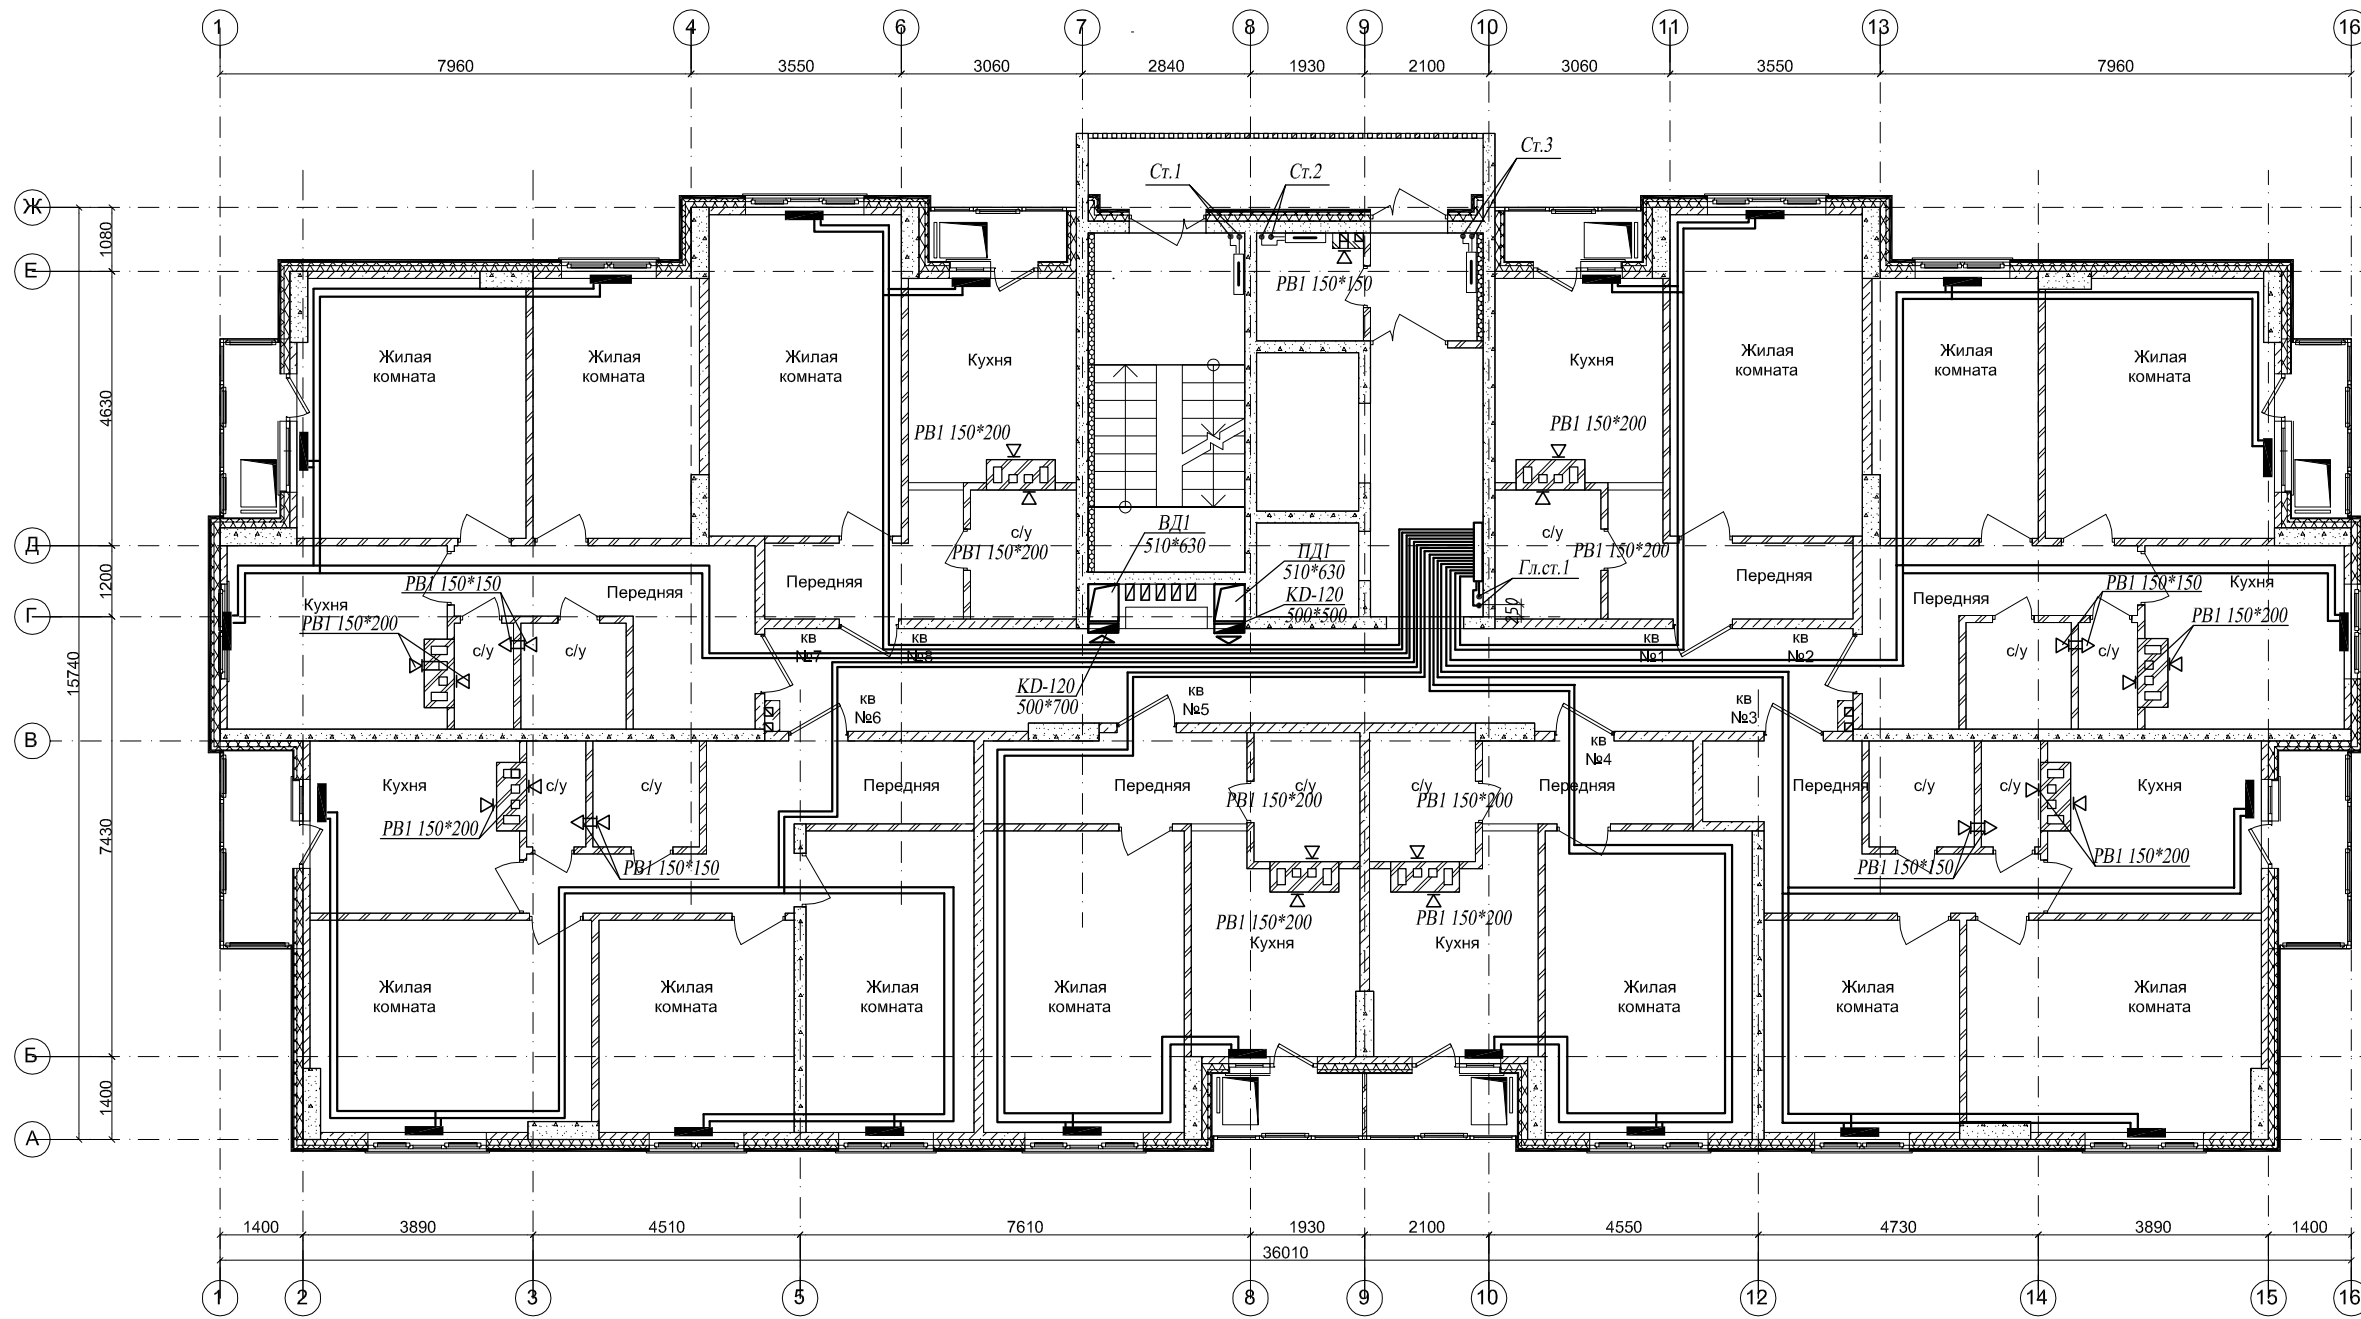 1 4 6 7 8 9 10 11 13 16
7960 3550 3060 2840 1930 2100 3060 3550 7960
Ст.1 Ст.2 Ст.3
Ж
Е
Д
Г
В
Б
А
1080
4630
1200
7430
1400
15740
РВ1 150*150
Жилая
комната
Жилая
комната
Жилая
комната
Кухня
Кухня
Жилая
комната
Жилая
комната
Жилая
комната
РВ1 150*200
РВ1 150*200
с/у
РВ1 150*200
ВД1
510*630
ПД1
510*630
KD-120
500*500
Гл.ст.1
250
с/у
РВ1 150*200
Передняя
Передняя
РВ1 150*150
Передняя
Кухня
РВ1 150*200
с/у
с/у
РВ1 150*150
Кухня
Передняя
РВ1 150*200
с/у
с/у
кв
№7
кв
№8
кв
№1
кв
№2
KD-120
500*700
кв
№6
кв
№5
кв
№3
кв
№4
Кухня
РВ1 150*200
с/у
с/у
РВ1 150*150
Передняя
Передняя
с/у
РВ1 150*200
с/у
РВ1 150*200
Передняя
Передняя
с/у
с/у
Кухня
РВ1 150*150
РВ1 150*200
РВ1 150*200
Кухня
РВ1 150*200
Кухня
Жилая
комната
Жилая
комната
Жилая
комната
Жилая
комната
Жилая
комната
Жилая
комната
Жилая
комната
1400 3890 4510 7610 1930 2100 4550 4730 3890 1400
36010
1 2 3 5 8 9 10 12 14 15 16